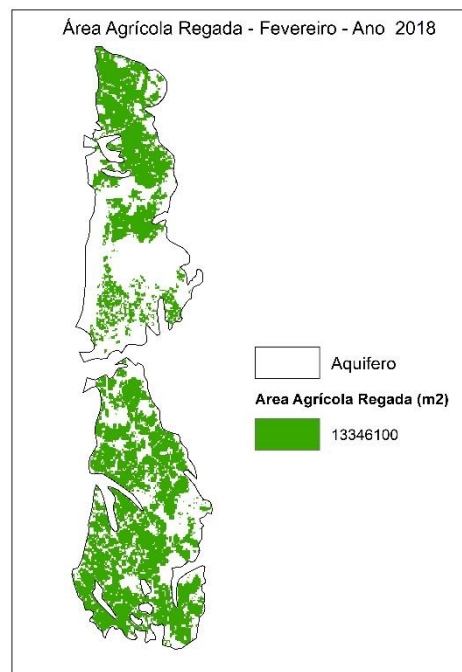 Área Agrícola Regada - Fevereiro - Ano 2018
Aquifero
Area Agrícola Regada (m2)
13346100